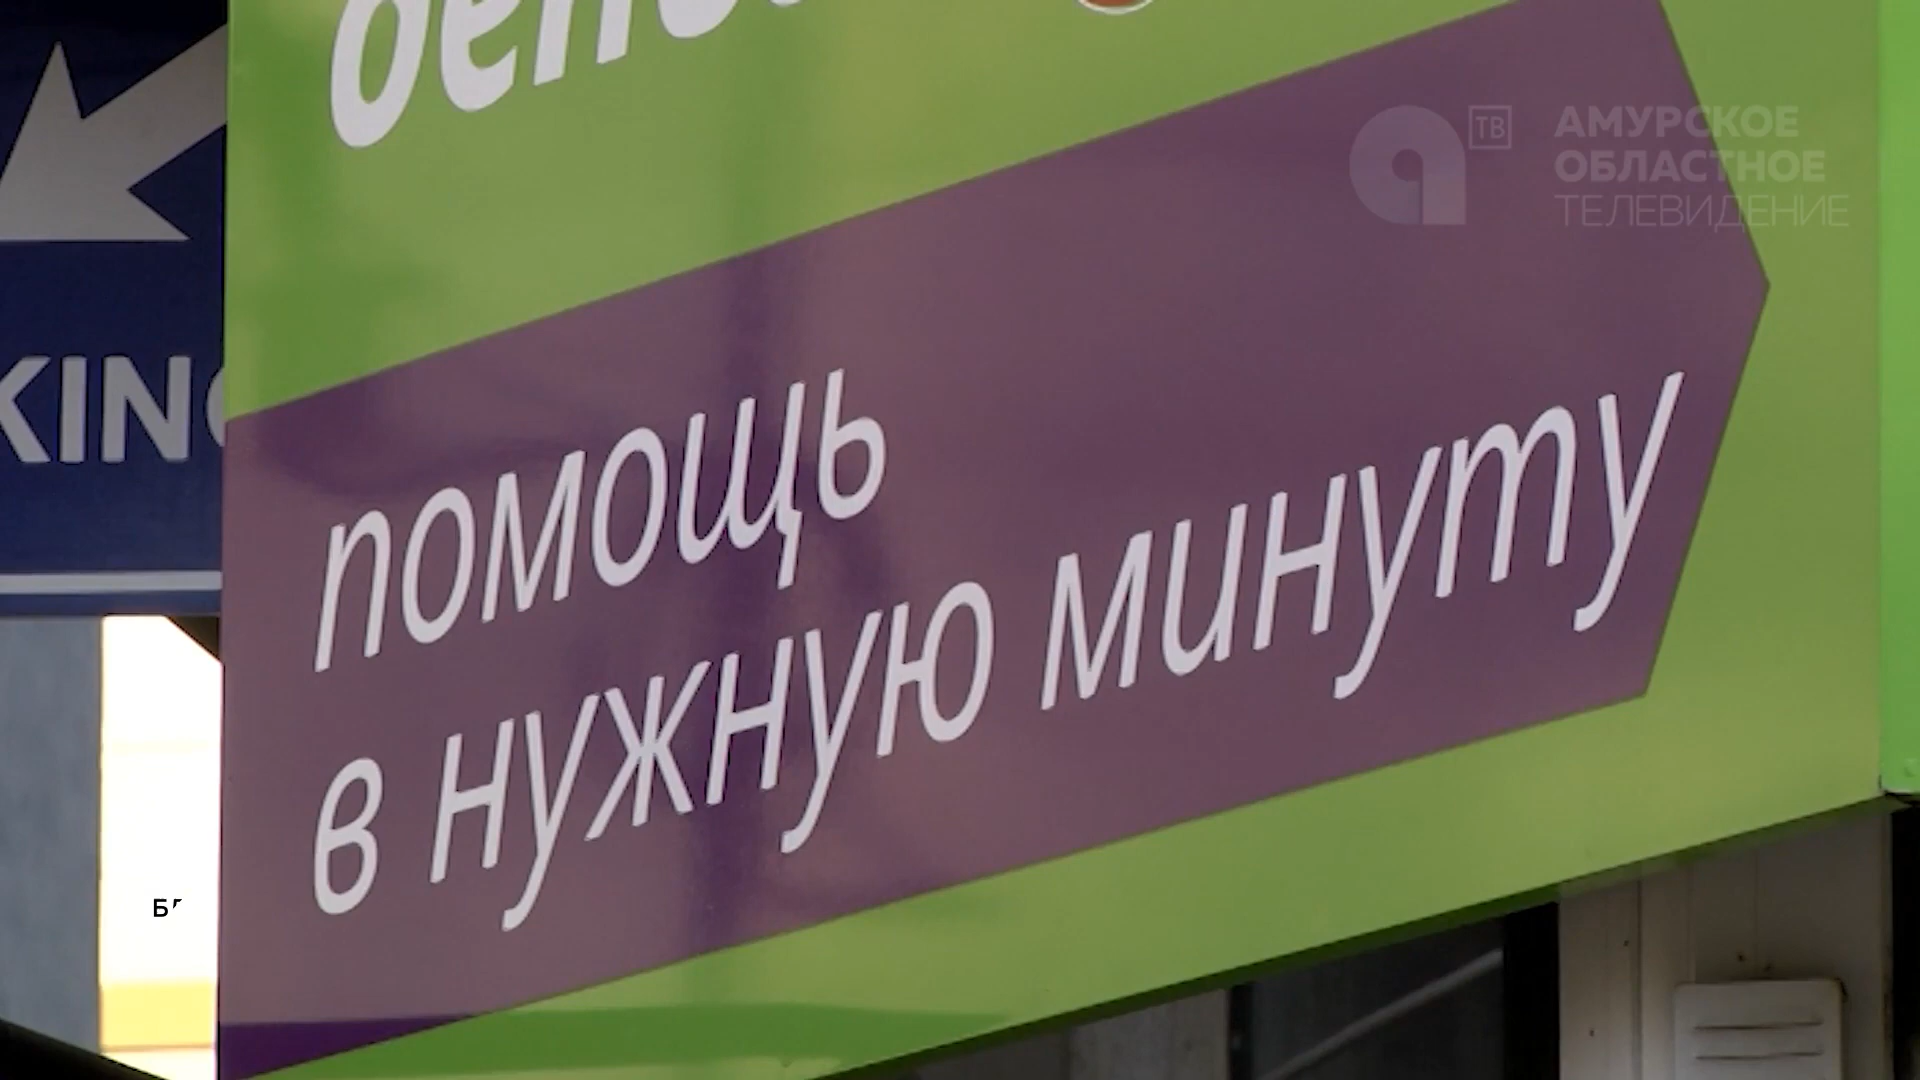 помощь
в нужную минуту
ТВ
АМУРСКОЕ
ОБЛАСТНОЕ
ТЕЛЕВИДЕНИЕ